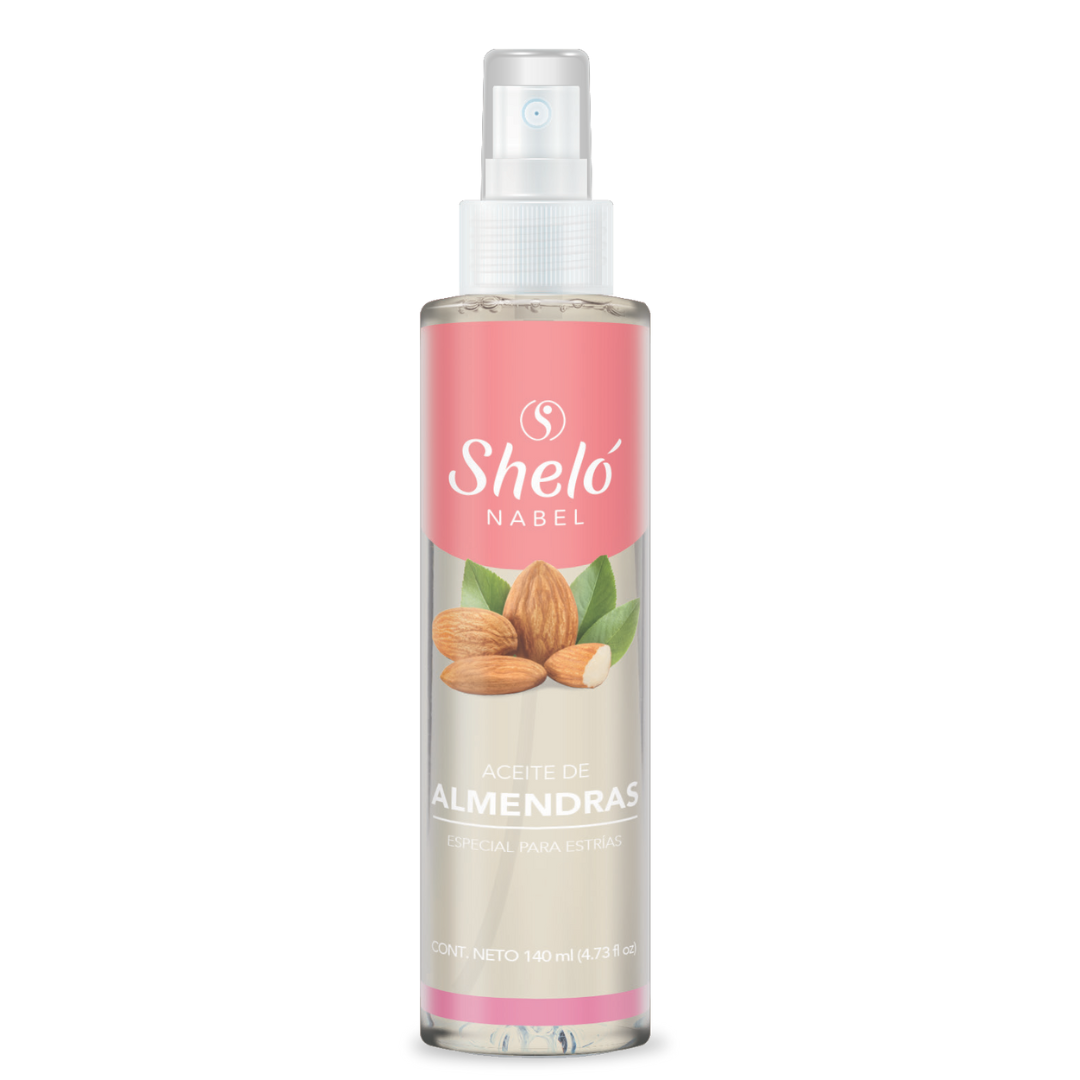 Sheló
NABEL
ACEITE DE
ALMENDRAS
ESPECIAL PARA ESTRÍAS
CONT. NETO 140 ml (4.73 fl oz)